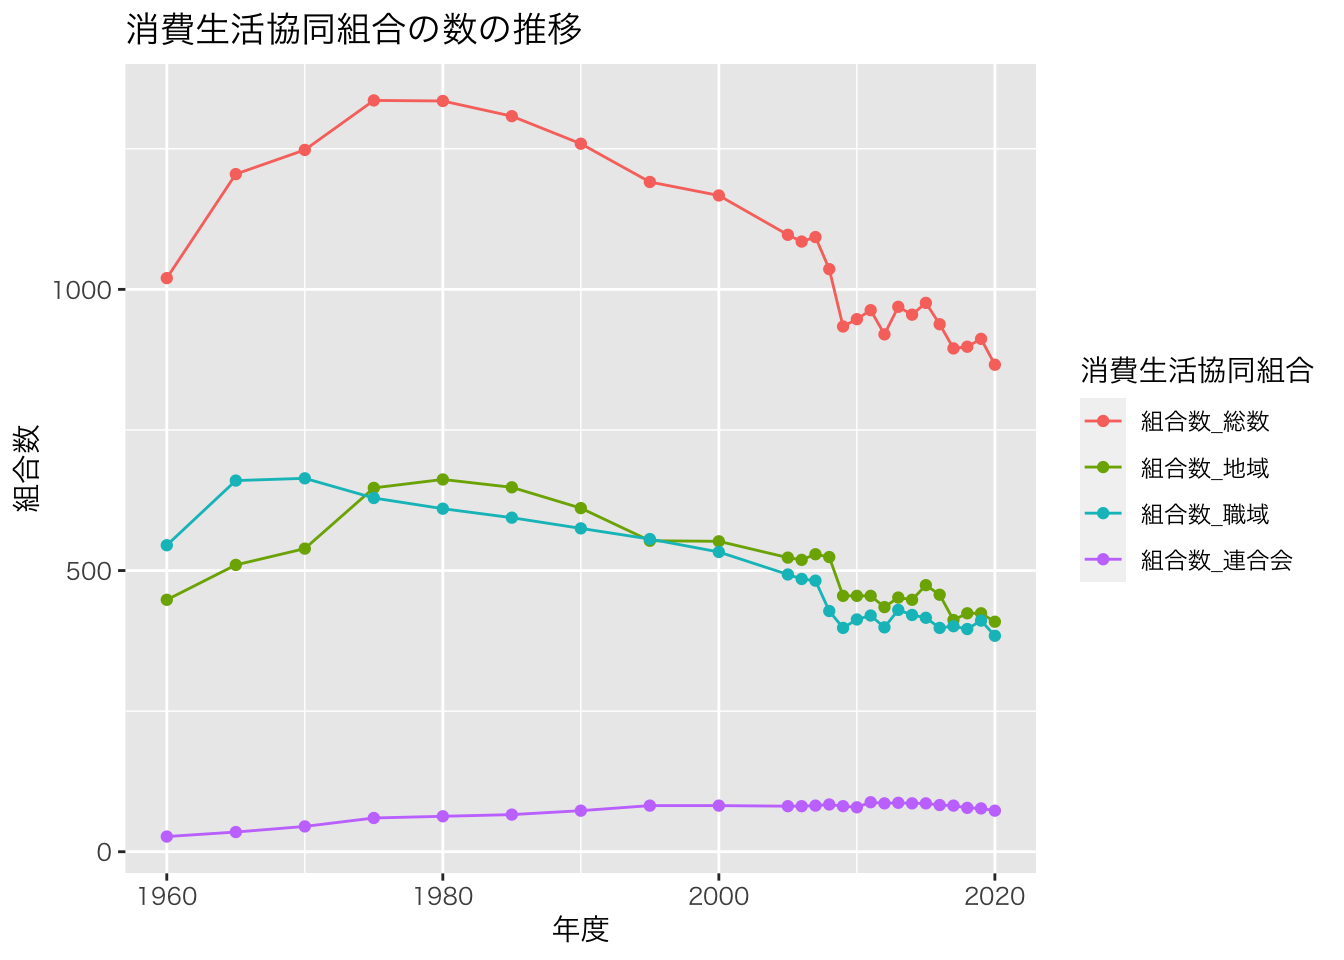 消費生活協同組合の数の推移
組合数
1000
500
0
1960 1980 2000 2020
年度
消費生活協同組合
組合数_総数
組合数_地域
組合数_職域
組合数_連合会